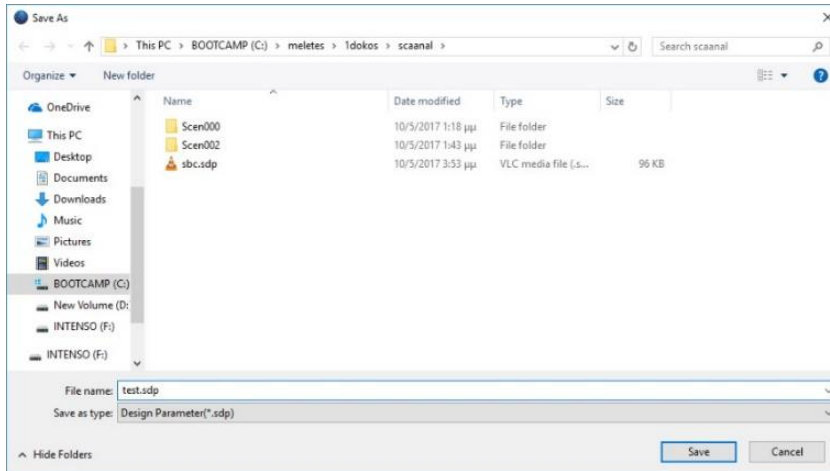 Save As
This PC > BOOTCAMP (C:) > meletes > 1dokos > scaanal >
Search scaanal
Organize
New folder
Name Date modified Type Size
Scen000 10/5/2017 1:18 μμ File folder
Scen002 10/5/2017 1:43 μμ File folder
sbc.sdp 10/5/2017 3:53 μμ VLC media file (.s... 96 KB
OneDrive
This PC
Desktop
Documents
Downloads
Music
Pictures
Videos
BOOTCAMP (C:)
New Volume (D:
INTENSO (F:)
INTENSO (F:)
File name: test.sdp
Save as type: Design Parameter(*.sdp)
Hide Folders
Save
Cancel